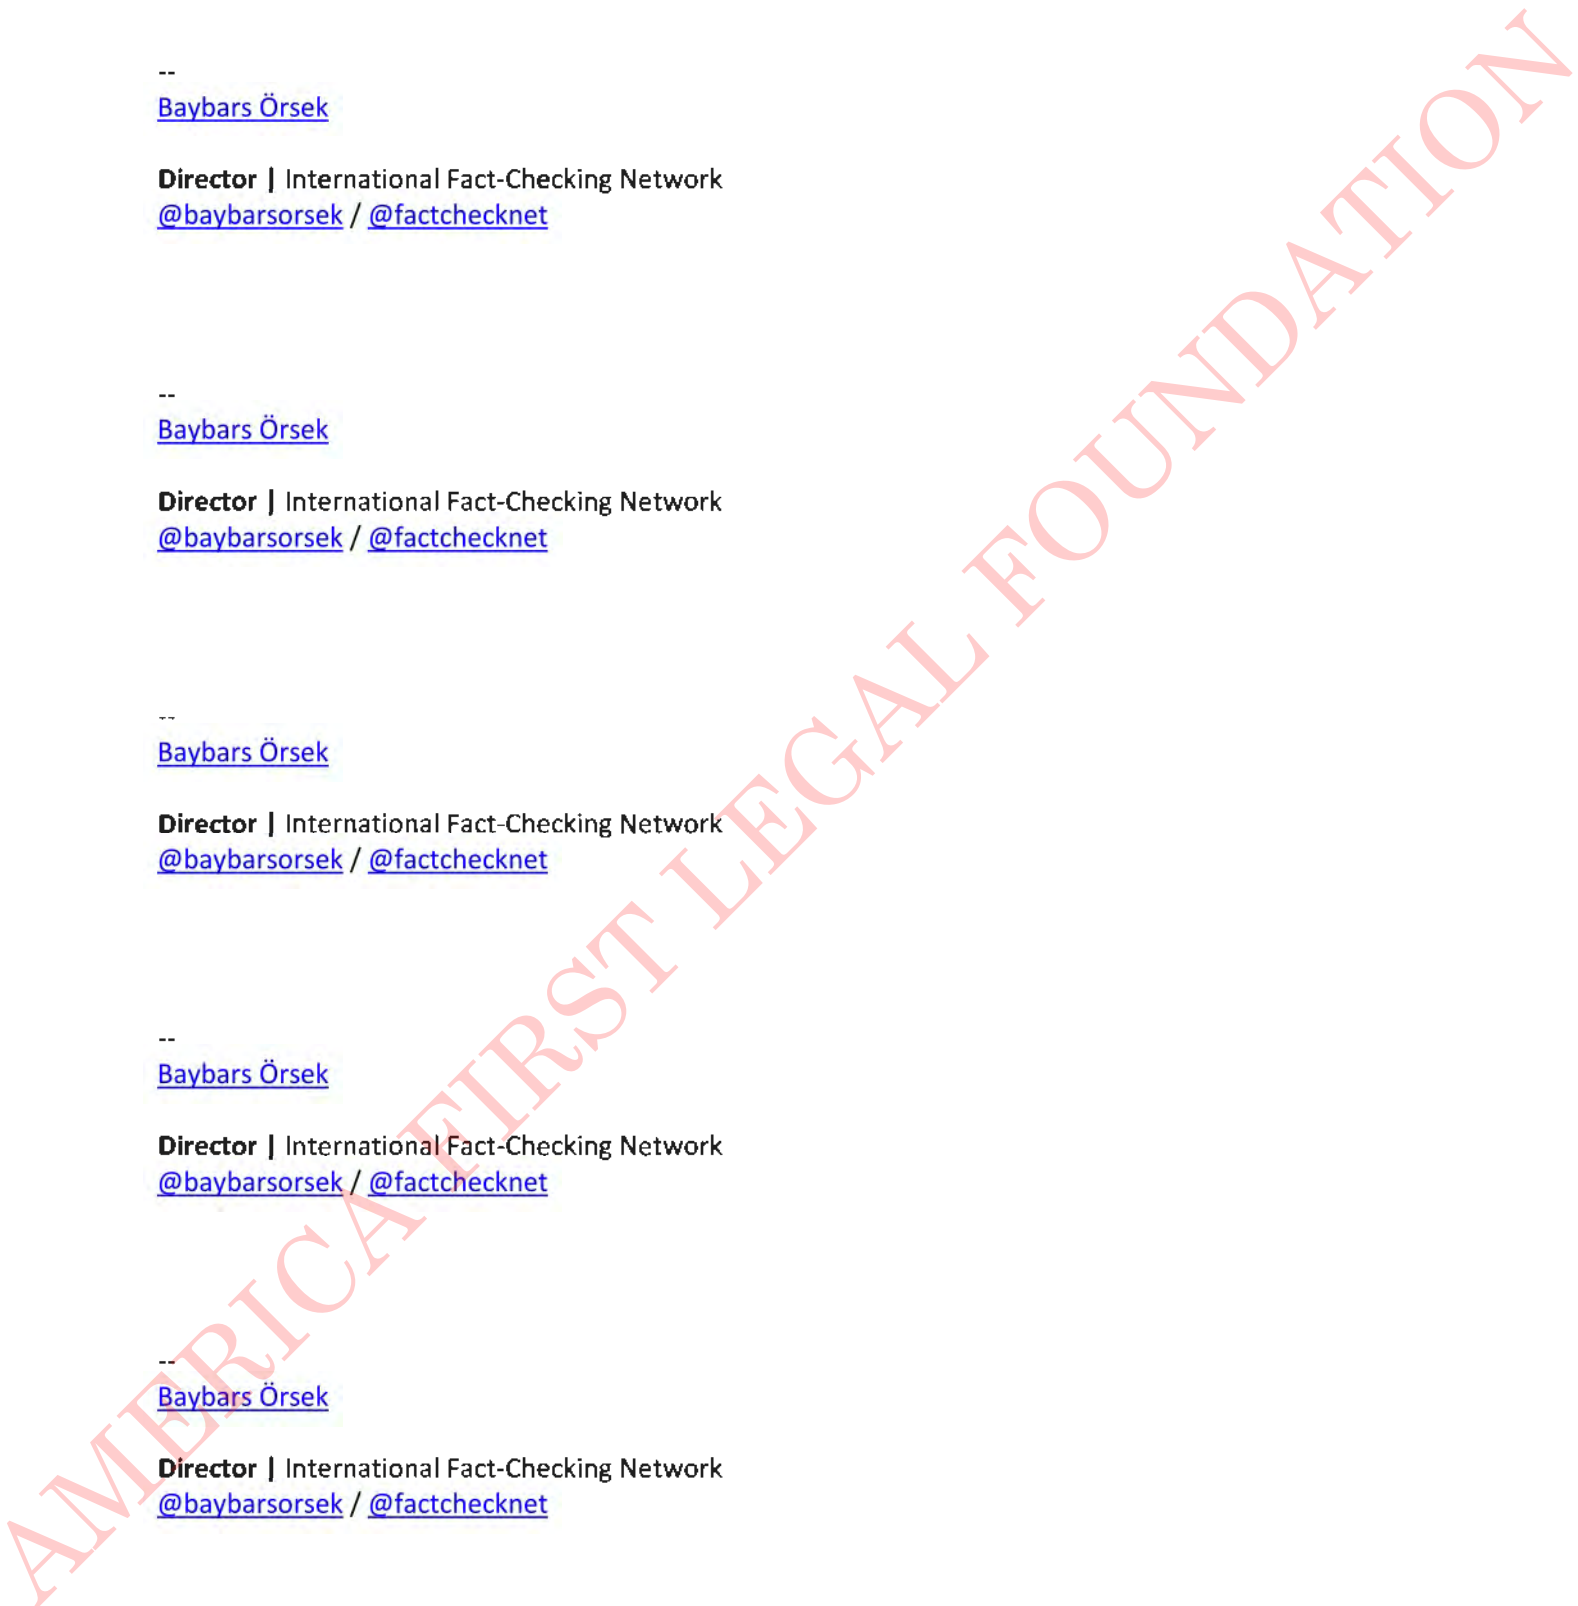 --
Baybars Örsek
Director | International Fact-Checking Network
@baybarsorsek / @factchecknet
--
Baybars Örsek
Director | International Fact-Checking Network
@baybarsorsek / @factchecknet
--
Baybars Örsek
Director | International Fact-Checking Network
@baybarsorsek / @factchecknet
--
Baybars Örsek
Director | International Fact-Checking Network
@baybarsorsek / @factchecknet
--
Baybars Örsek
Director | International Fact-Checking Network
@baybarsorsek / @factchecknet
AMERICA FIRST LEGAL FOUNDATION